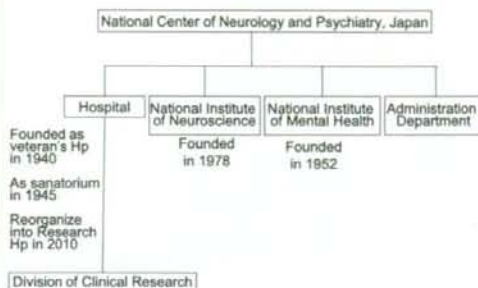 National Center of Neurology and Psychiatry, Japan
Hospital
National Institute
of Neuroscience
National Institute
of Mental Health
Administration
Department
Founded as
veteran's Hp
in 1940
As sanatorium
in 1945
Reorganize
into Research
Hp in 2010
Founded
in 1978
Founded
in 1952
Division of Clinical Research